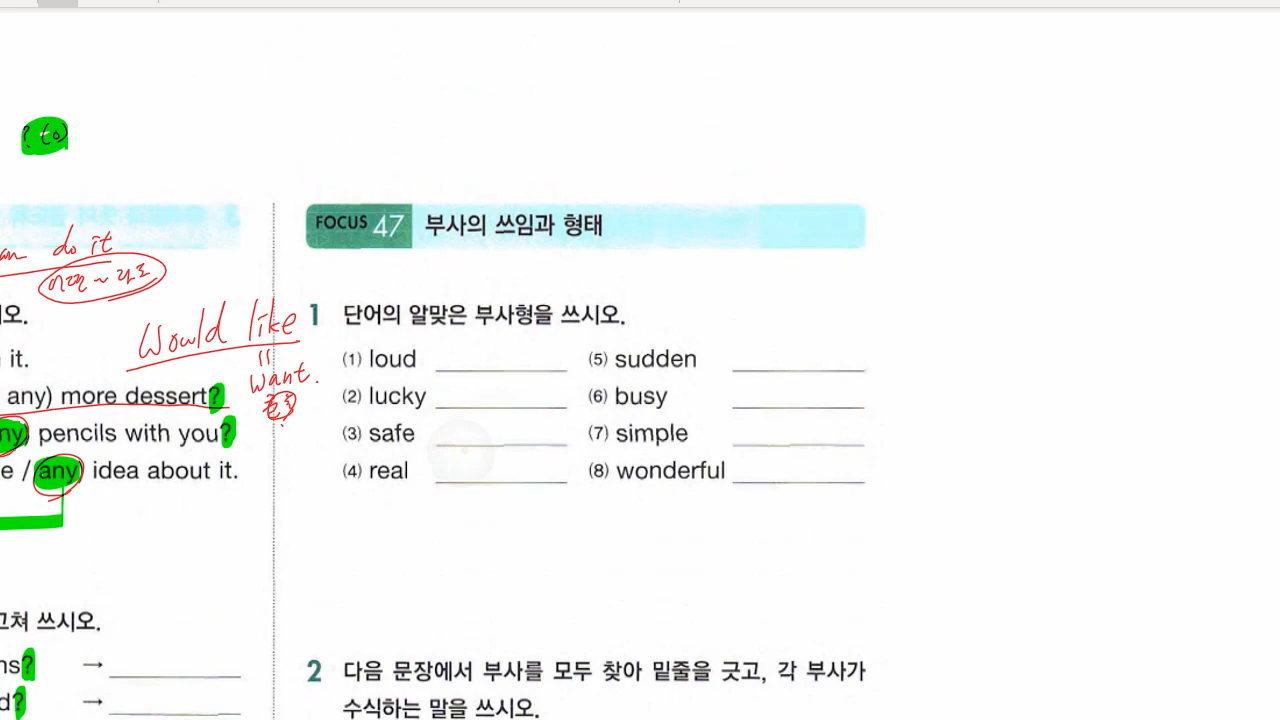 ? (o)
do it
어떤 ~ 라도
오.
it.
any) more dessert?
ny) pencils with you?
e / any) idea about it.
Would like
=
want.
고쳐 쓰시오.
ns? →
d? →
FOCUS 47 부사의 쓰임과 형태
1 단어의 알맞은 부사형을 쓰시오.
(1) loud (5) sudden
(2) lucky (6) busy
(3) safe (7) simple
(4) real (8) wonderful
2 다음 문장에서 부사를 모두 찾아 밑줄을 긋고, 각 부사가
수식하는 말을 쓰시오.